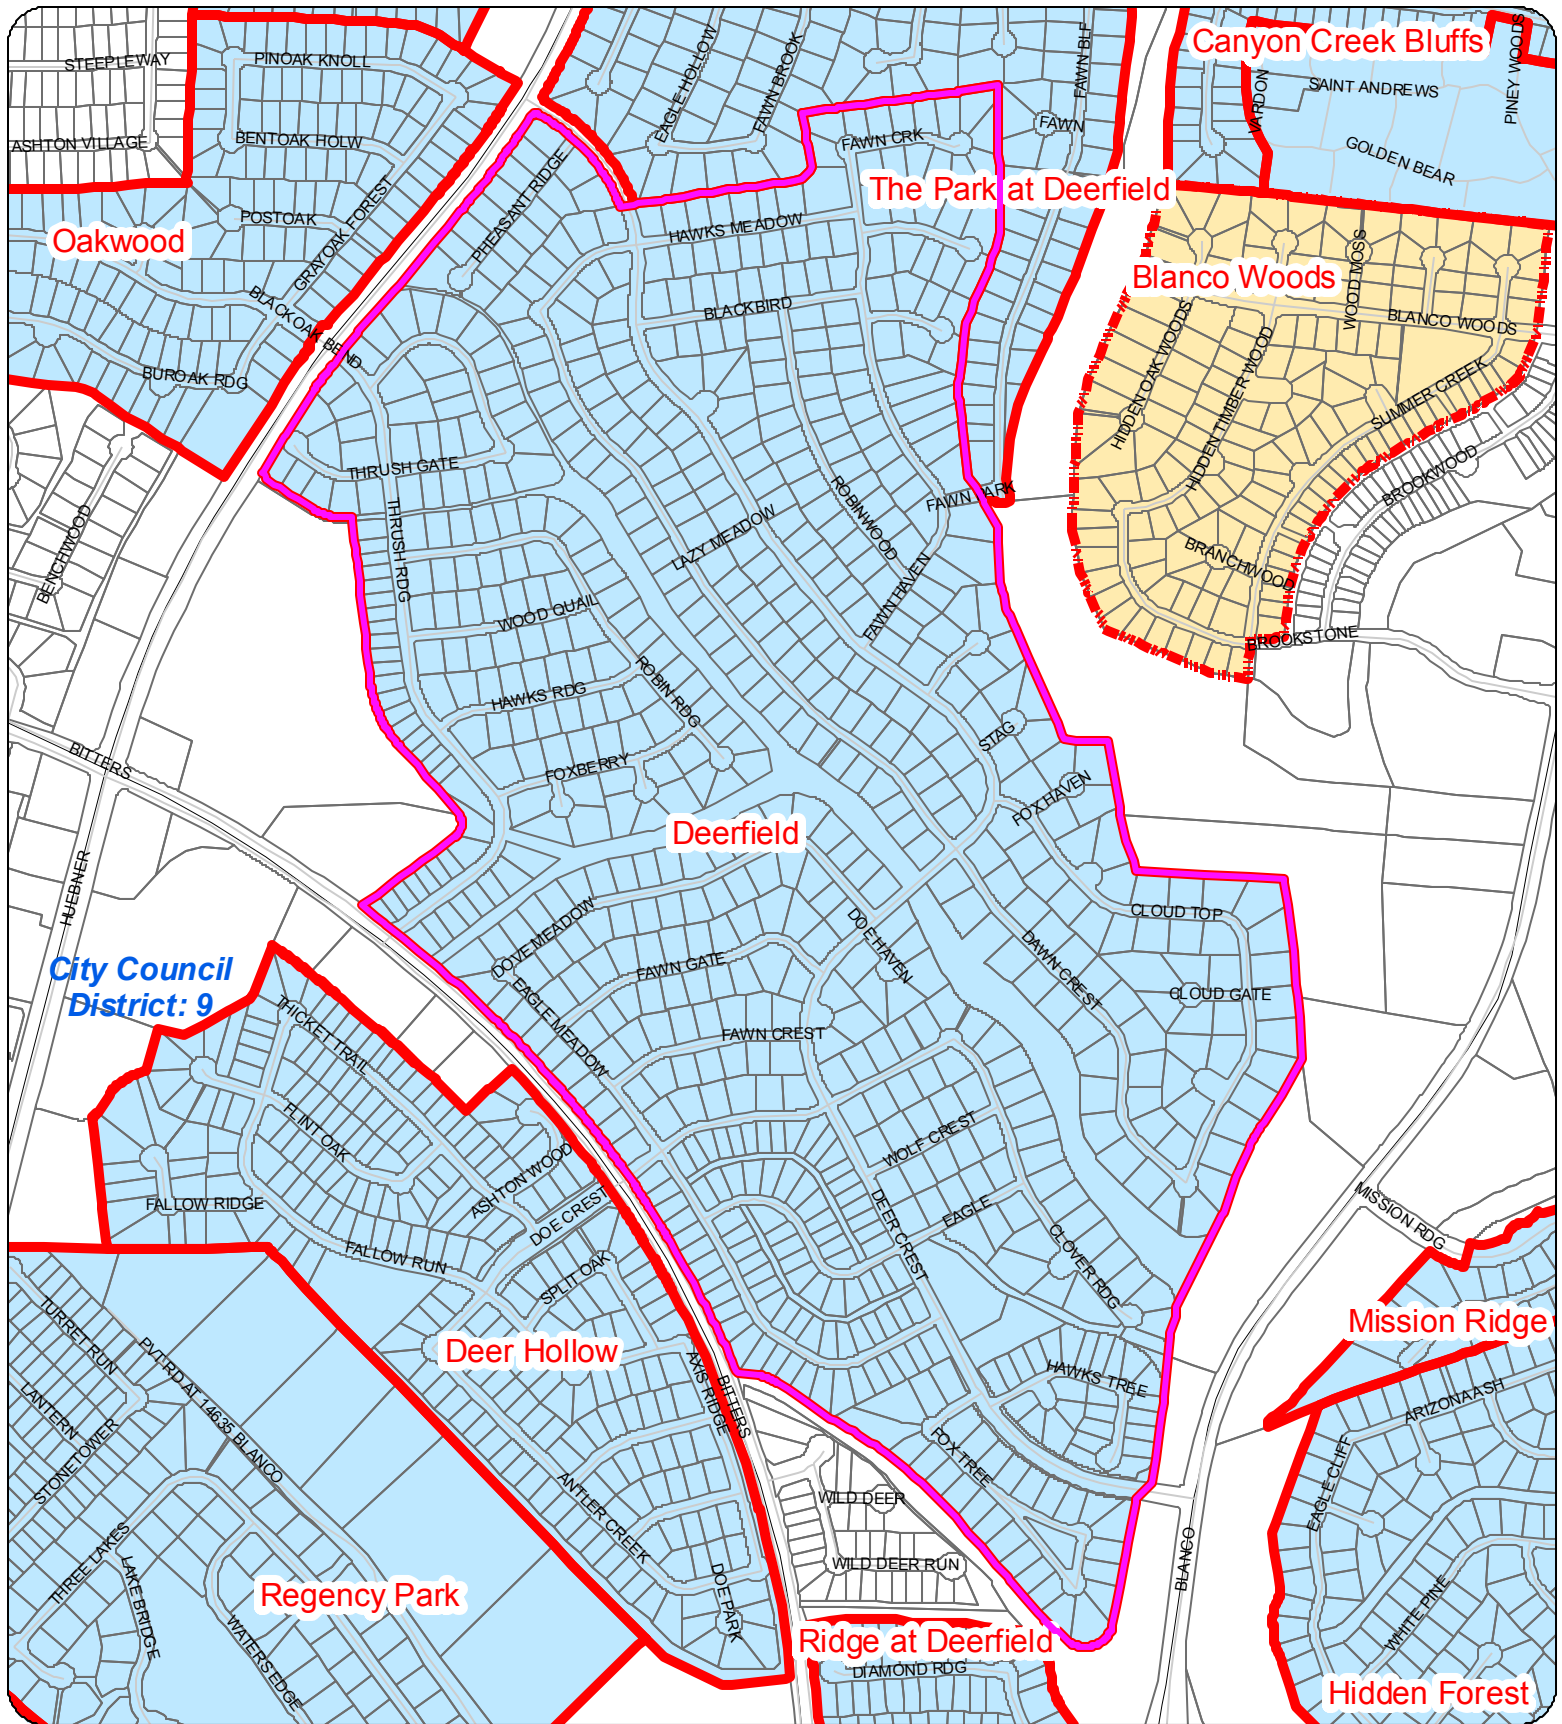 Canyon Creek Bluffs
STEEPLEWAY
PINOAK KNOLL
EAGLE HOLLOW
FAWN BROOK
FAWN BLF
VARDON
SAINT ANDREWS
PINEY WOODS
ASHTON VILLAGE
BENTOAK HOLW
FAWN CRK
FAWN
GOLDEN BEAR
PHEASANT RIDGE
The Park at Deerfield
Oakwood
POSTOAK
GRAYOAK FOREST
HAWKS MEADOW
Blanco Woods
WOOD MOSS
BLACKOAK BEND
BLACKBIRD
HIDDEN OAK WOODS
BLANCO WOODS
BUROAK RDG
HIDDEN TIMBER WOOD
SUMMER CREEK
THRUSH GATE
BROOKWOOD
FAWN PARK
ROBINWOOD
THRUSH RDG
LAZY MEADOW
BENCHWOOD
BRANCHWOOD
FAWN HAVEN
WOOD QUAIL
BROOKSTONE
ROBIN RDG
HAWKS RDG
STAG
BITTERS
FOXBERRY
FOX HAVEN
Deerfield
HUEBNER
DOVE MEADOW
DOE HAVEN
CLOUD TOP
City Council
District: 9
FAWN GATE
DAWN CREST
CLOUD GATE
EAGLE MEADOW
FAWN CREST
THICKET TRAIL
FLINT OAK
WOLF CREST
ASHTON WOOD
FALLOW RIDGE
DOE CREST
EAGLE
DEER CREST
MISSION RDG
FALLOW RUN
SPLIT OAK
CLOVER RDG
Mission Ridge
TURRET RUN
Deer Hollow
PVT RD AT 14635 BLANCO
AXIS RIDGE
BITTERS
HAWKS TREE
ARIZONA ASH
LANTERN
STONETOWER
FOX TREE
EAGLE CLIFF
ANTLER CREEK
WILD DEER
THREE LAKES
WILD DEER RUN
BLANCO
LAKEBRIDGE
Regency Park
DOE PARK
WHITE PINE
WATERS EDGE
Ridge at Deerfield
DIAMOND RDG
Hidden Forest